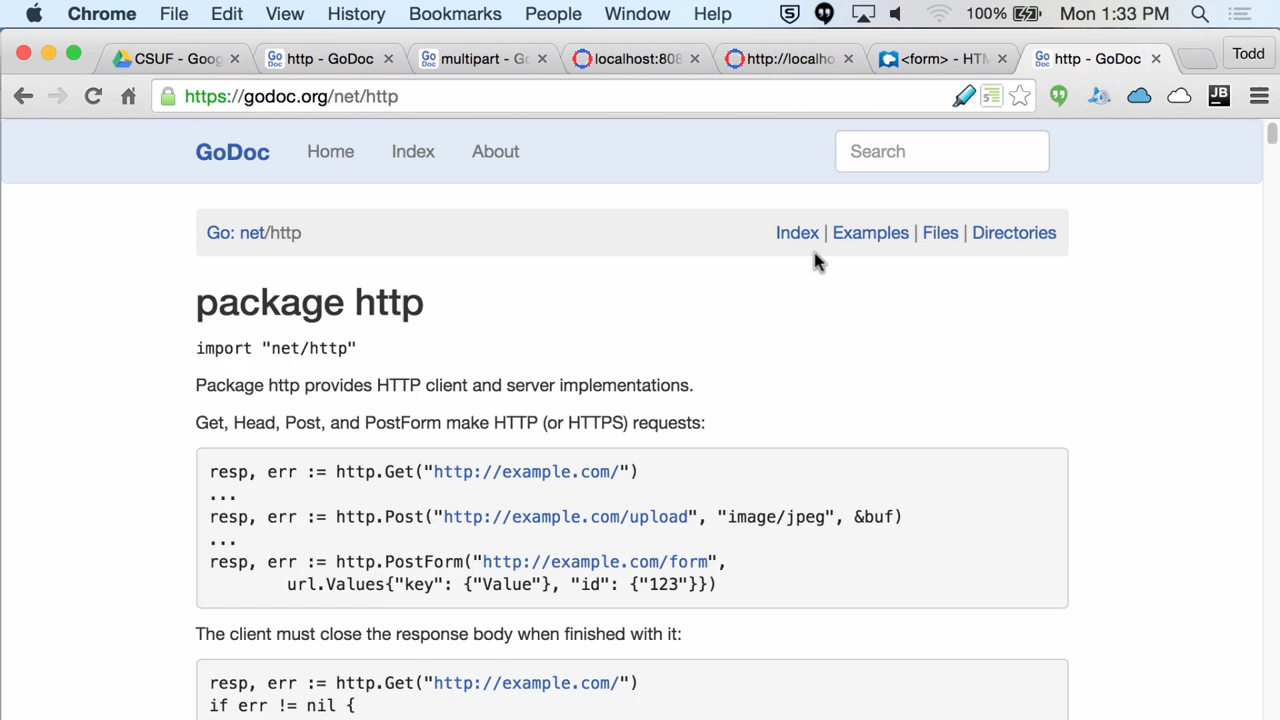 Chrome File Edit View History Bookmarks People Window Help 100% Mon 1:33 PM
CSUF - Goog http - GoDoc multipart - Go localhost:808 http://localho <form> - HTM http - GoDoc Todd
https://godoc.org/net/http JB
GoDoc Home Index About Search
Go: net/http Index | Examples | Files | Directories
package http
import "net/http"
Package http provides HTTP client and server implementations.
Get, Head, Post, and PostForm make HTTP (or HTTPS) requests:
resp, err := http.Get("http://example.com/")
...
resp, err := http.Post("http://example.com/upload", "image/jpeg", &buf)
...
resp, err := http.PostForm("http://example.com/form",
url.Values{"key": {"Value"}, "id": {"123"}})
The client must close the response body when finished with it:
resp, err := http.Get("http://example.com/")
if err != nil {